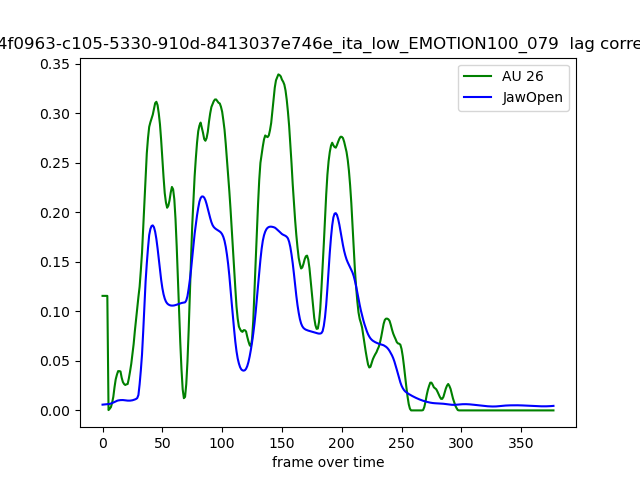 4f0963-c105-5330-910d-8413037e746e_ita_low_EMOTION100_079 lag corre
AU 26
JawOpen
0.35
0.30
0.25
0.20
0.15
0.10
0.05
0.00
0 50 100 150 200 250 300 350
frame over time